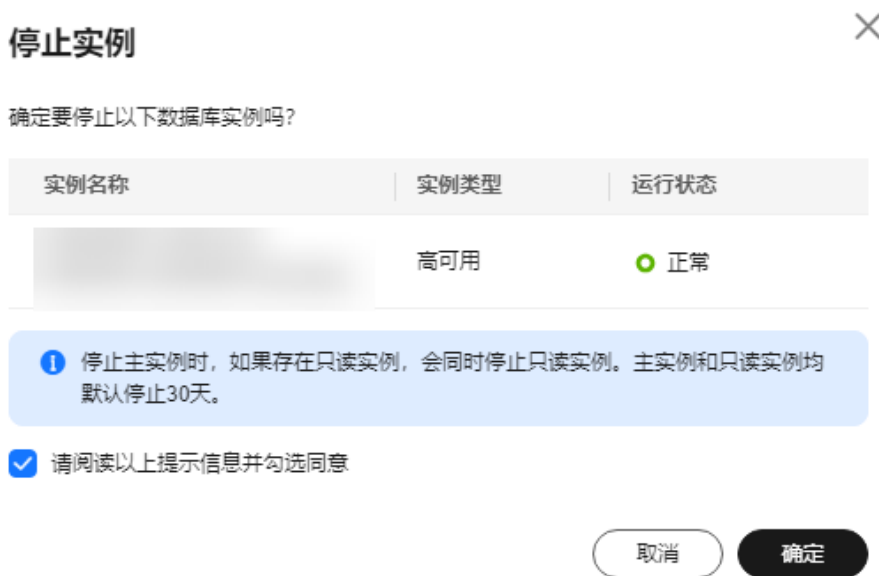 停止实例
确定要停止以下数据库实例吗?
实例名称 实例类型 运行状态
高可用 正常
停止主实例时，如果存在只读实例，会同时停止只读实例。主实例和只读实例均
默认停止30天。
请阅读以上提示信息并勾选同意
取消 确定